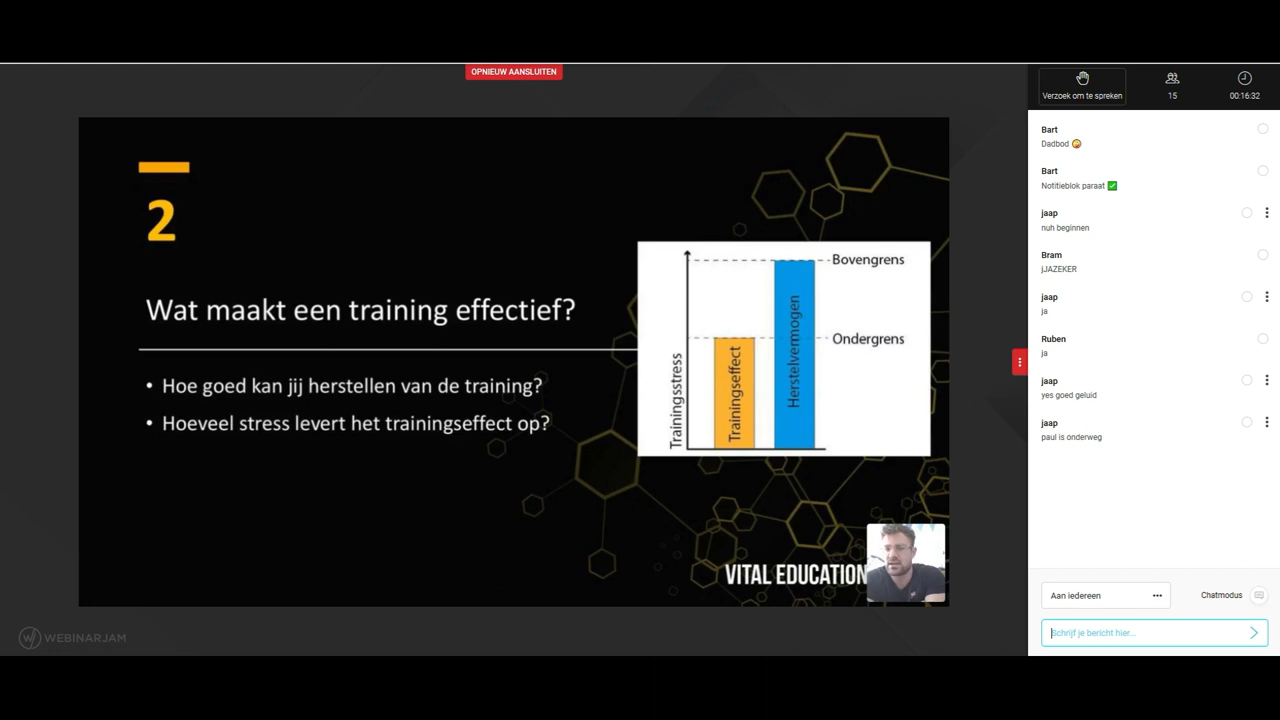 OPNIEUW AANSLUITEN
2
Wat maakt een training effectief?
• Hoe goed kan jij herstellen van de training?
• Hoeveel stress levert het trainingseffect op?
Trainingsstress
Trainingseffect
Herstelvermogen
Bovengrens
Ondergrens
VITAL EDUCATION
WEBINARJAM
Verzoek om te spreken
15
00:16:32
Bart
Dadbod 😜
Bart
Notitieblok paraat ✅
jaap
nuh beginnen
Bram
jJAZEKER
jaap
ja
Ruben
ja
jaap
yes goed geluid
jaap
paul is onderweg
Aan iedereen
Chatmodus
Schrijf je bericht hier...